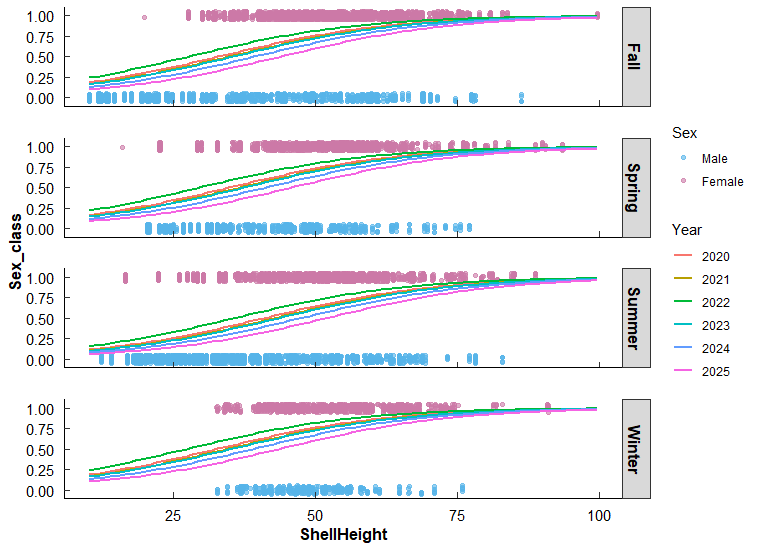 1.00
0.75
0.50
0.25
0.00
Fall
1.00
0.75
0.50
0.25
0.00
Spring
1.00
0.75
0.50
0.25
0.00
Summer
1.00
0.75
0.50
0.25
0.00
Winter
Sex_class
25 50 75 100
ShellHeight
Sex
Male
Female
Year
2020
2021
2022
2023
2024
2025